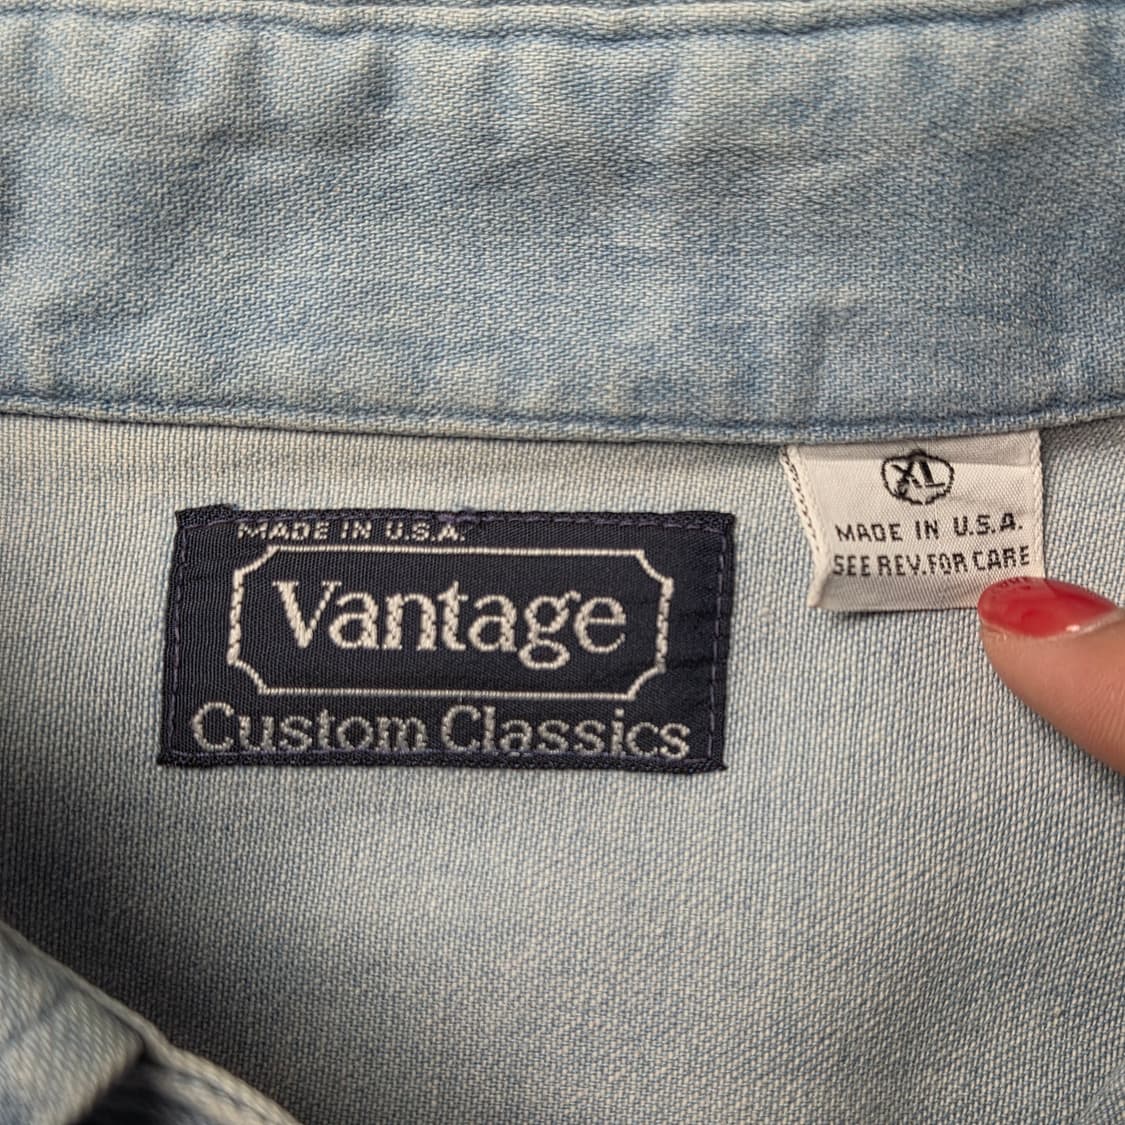 MADE IN U.S.A.
Vantage
Custom Classics
XL
MADE IN U.S.A.
SEE REV.FOR CARE